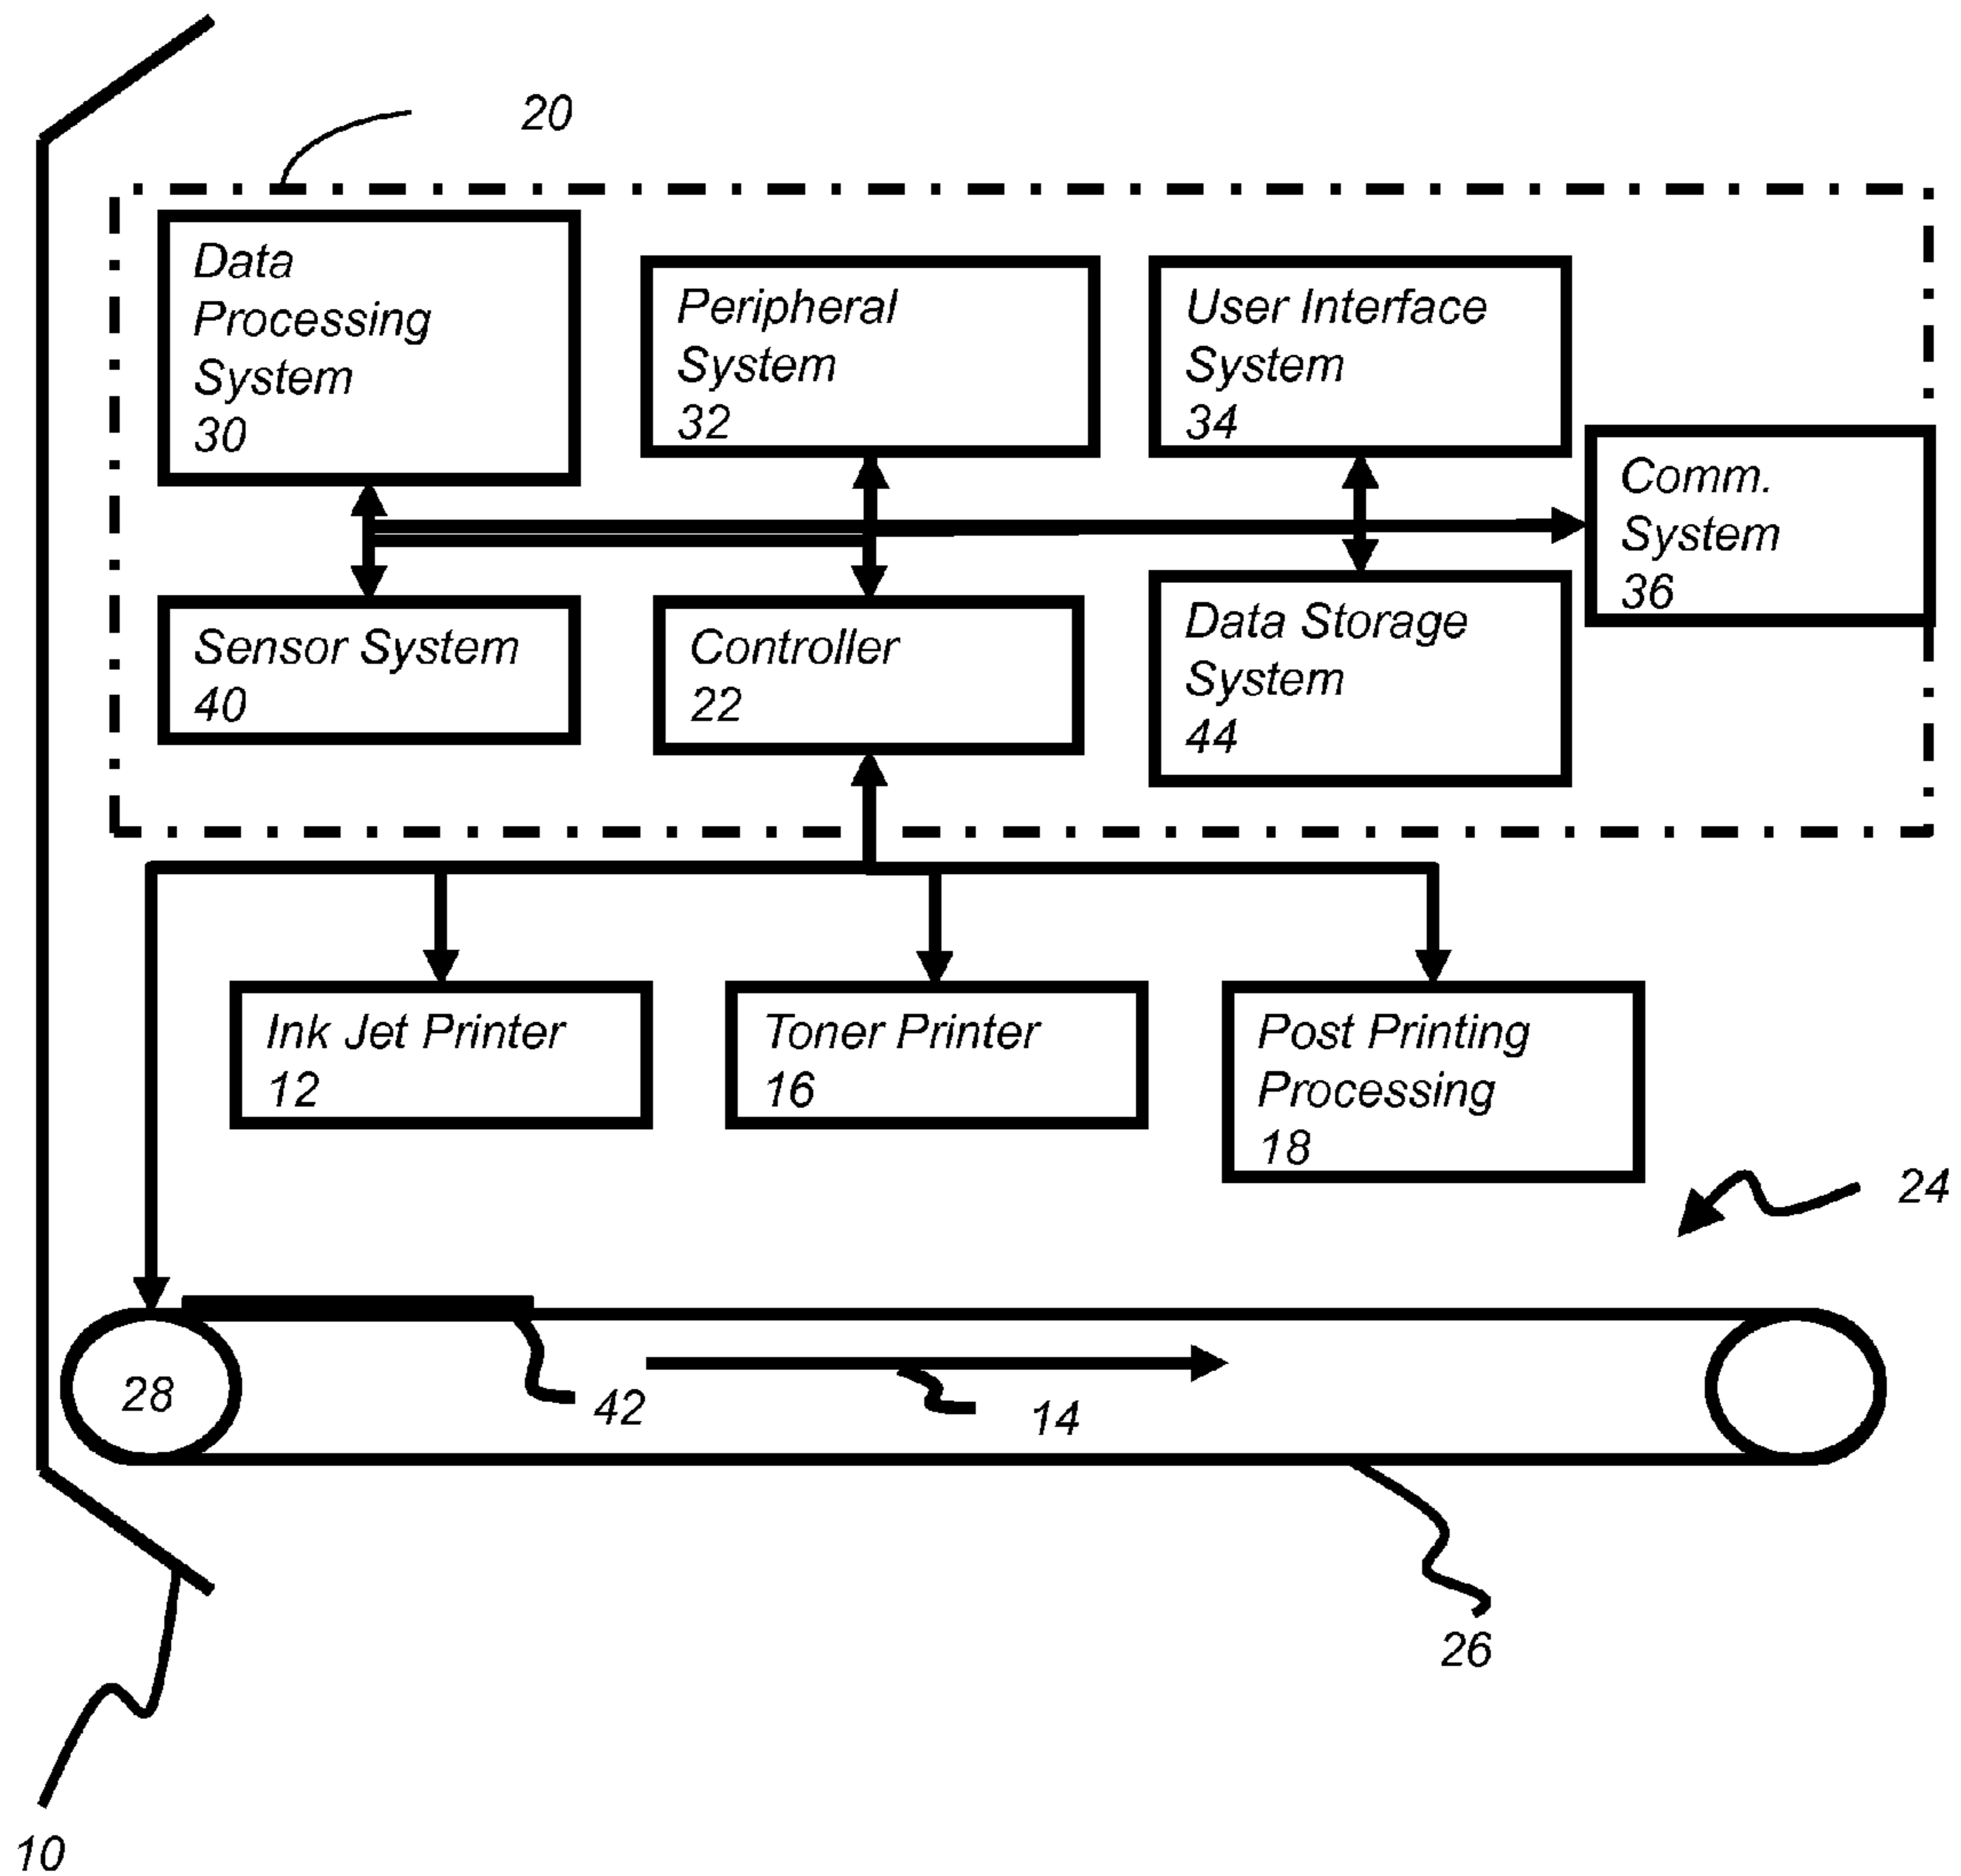 20
Data
Processing
System
30
Peripheral
System
32
User Interface
System
34
Comm.
System
36
Sensor System
40
Controller
22
Data Storage
System
44
Ink Jet Printer
12
Toner Printer
16
Post Printing
Processing
18
24
28
42
14
26
10